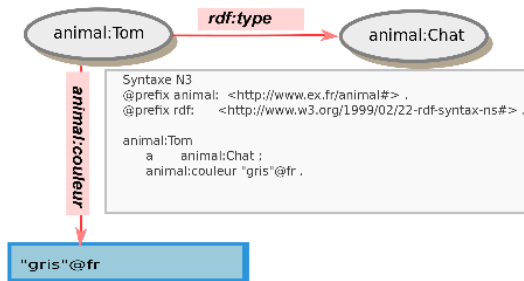 rdf:type
animal:Tom
animal:Chat
animal:couleur
Syntaxe N3
@prefix animal: <http://www.ex.fr/animal#> .
@prefix rdf: <http://www.w3.org/1999/02/22-rdf-syntax-ns#> .
animal:Tom
a animal:Chat ;
animal:couleur "gris"@fr .
"gris"@fr